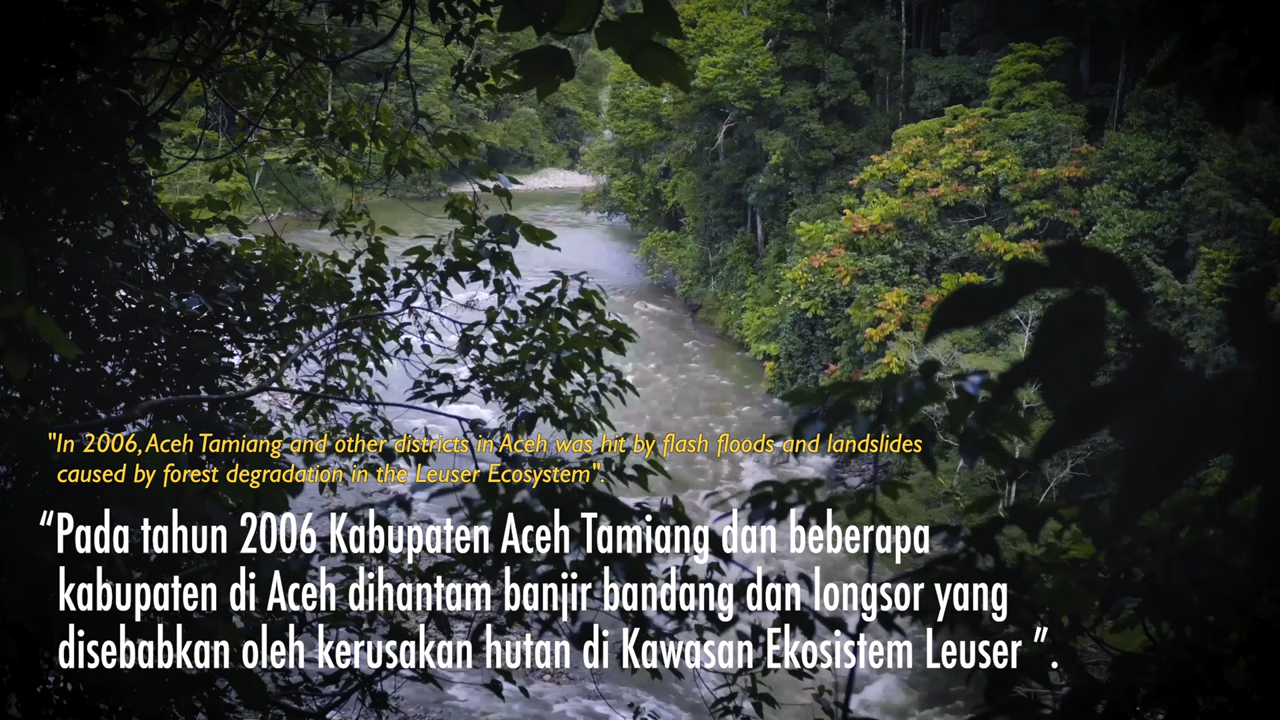 "In 2006, Aceh Tamiang and other districts in Aceh was hit by flash floods and landslides
caused by forest degradation in the Leuser Ecosystem".
“Pada tahun 2006 Kabupaten Aceh Tamiang dan beberapa
kabupaten di Aceh dihantam banjir bandang dan longsor yang
disebabkan oleh kerusakan hutan di Kawasan Ekosistem Leuser ”.